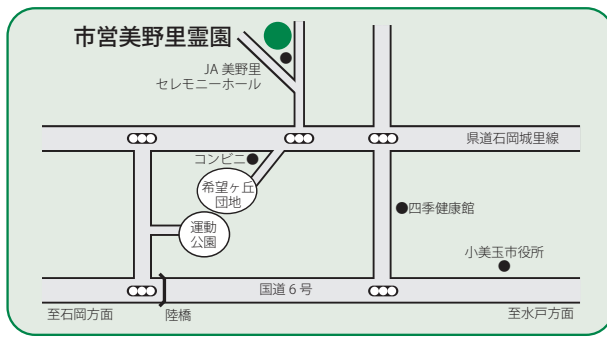 市営美野里霊園
JA 美野里
セレモニーホール
県道石岡城里線
コンビニ
希望ヶ丘
団地
四季健康館
運動
公園
小美玉市役所
国道6号
至石岡方面
陸橋
至水戸方面